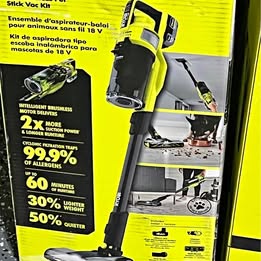 Stick Vac Kit
Ensemble d'aspirateur-balai
pour animaux sans fil 18 V
Kit de aspiradora tipo
escoba inalámbrica para
mascotas de 18 V
INTELLIGENT BRUSHLESS
MOTOR DELIVERS
2X MORE
SUCTION POWER
& LONGER RUNTIME
CYCLONIC FILTRATION TRAPS
99.9%
OF ALLERGENS
UP TO
60 MINUTES
OF RUNTIME
30% LIGHTER
WEIGHT
50% QUIETER
RYOBI